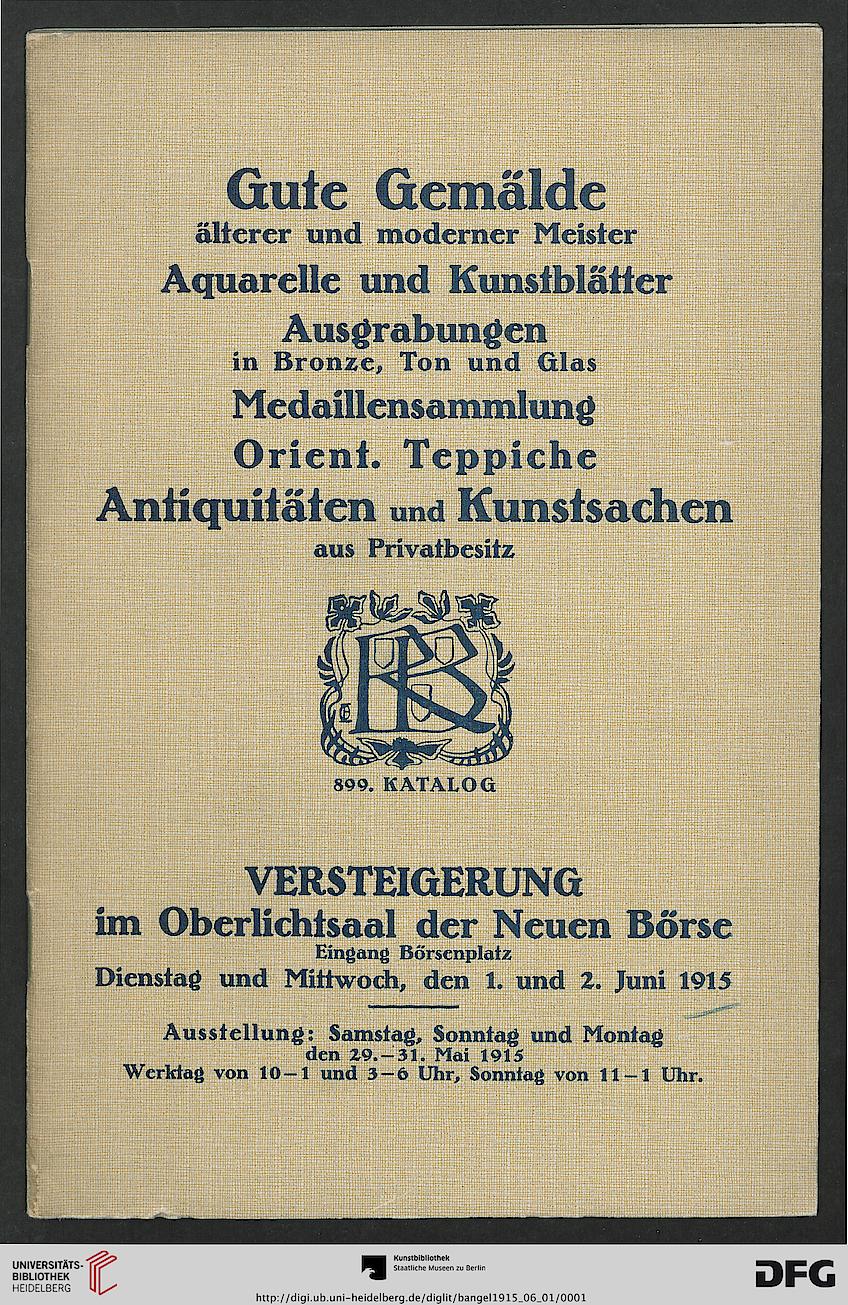 Gute Gemälde
älterer und moderner Meister
Aquarelle und Kunstblätter
Ausgrabungen
in Bronze, Ton und Glas
Medaillensammlung
Orient. Teppiche
Antiquitäten und Kunstsachen
aus Privatbesitz
RB
899. KATALOG
VERSTEIGERUNG
im Oberlichtsaal der Neuen Börse
Eingang Börsenplatz
Dienstag und Mittwoch, den 1. und 2. Juni 1915
Ausstellung: Samstag, Sonntag und Montag
den 29.—31. Mai 1915
Werktag von 10—1 und 3—6 Uhr, Sonntag von 11—1 Uhr.
UNIVERSITÄTS-
BIBLIOTHEK
HEIDELBERG
Kunstbibliothek
Staatliche Museen zu Berlin
DFG
http://digi.ub.uni-heidelberg.de/diglit/bangel1915_06_01/0001